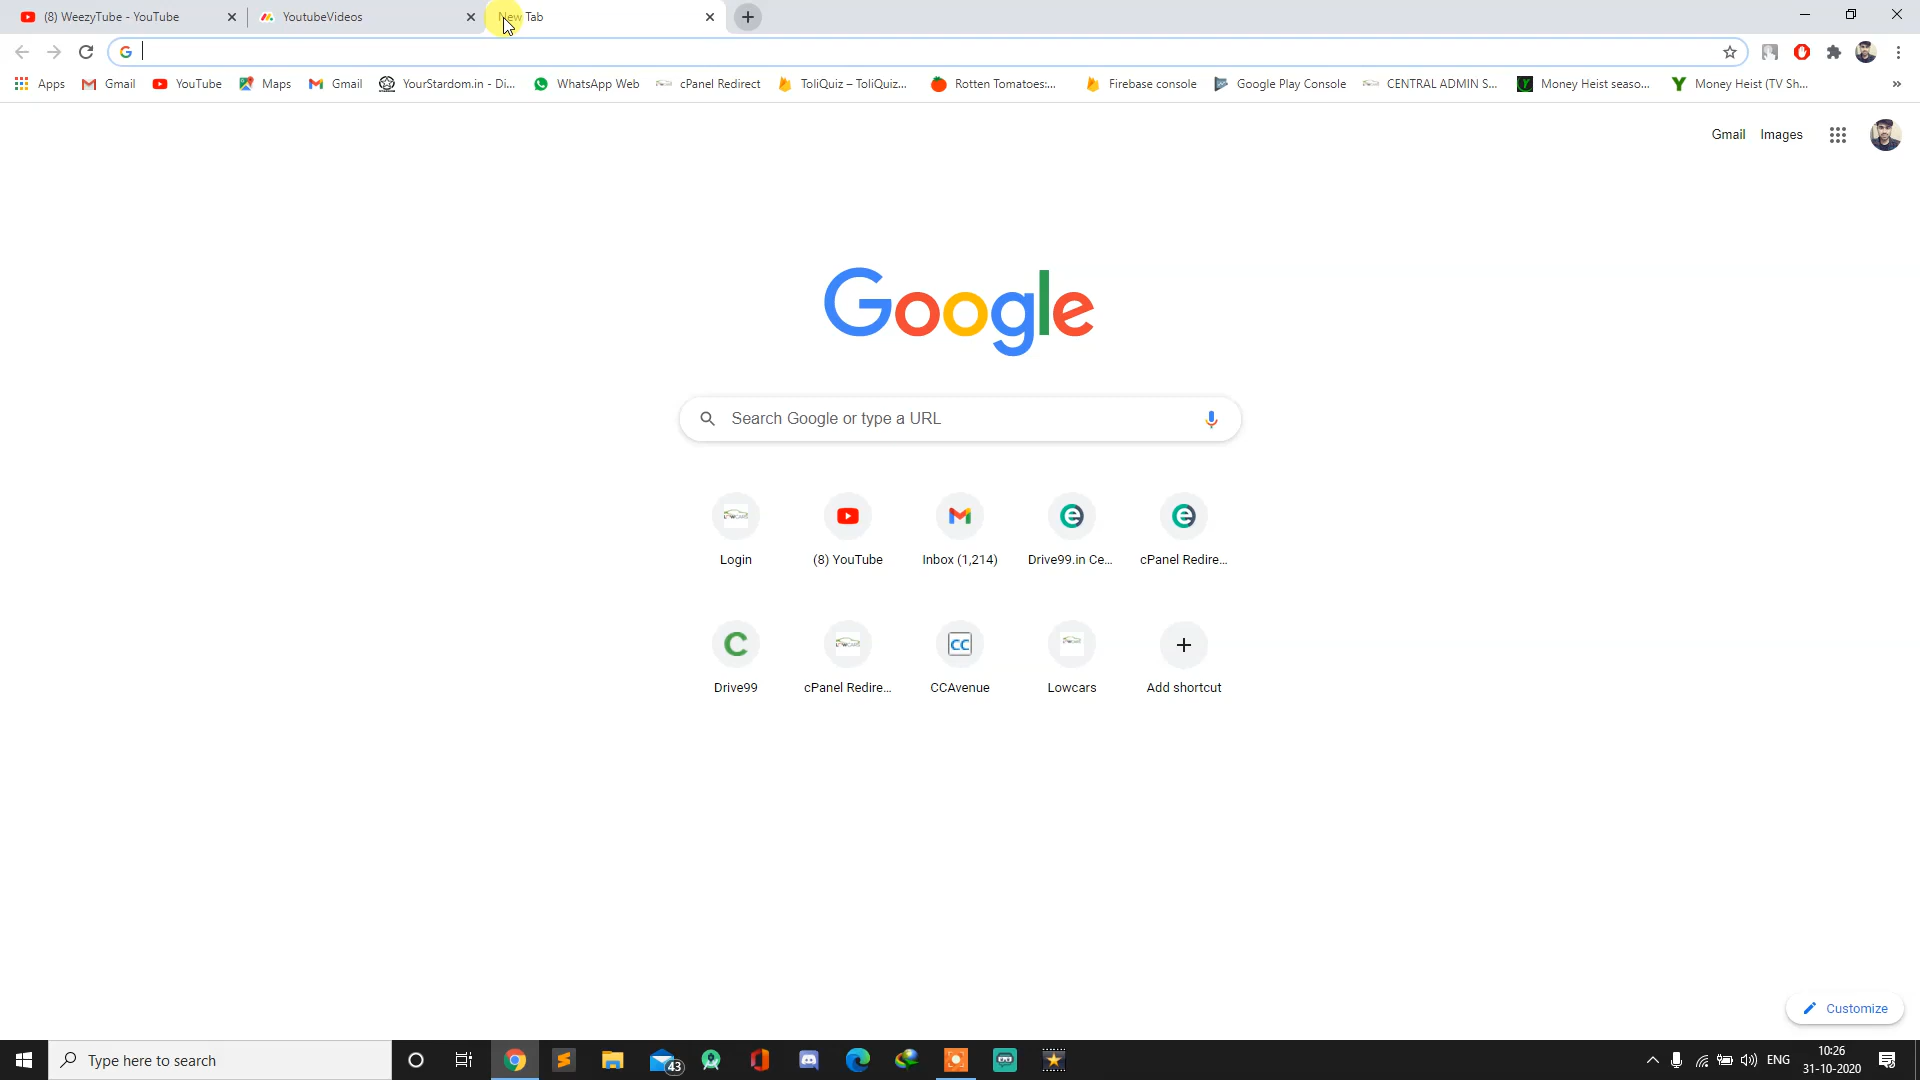 (8) WeezyTube - YouTube
YoutubeVideos
New Tab
Apps
Gmail
YouTube
Maps
Gmail
YourStardom.in - Di...
WhatsApp Web
cPanel Redirect
ToliQuiz – ToliQuiz...
Rotten Tomatoes:...
Firebase console
Google Play Console
CENTRAL ADMIN S...
Money Heist seaso...
Money Heist (TV Sh...
»
Gmail
Images
Google
Search Google or type a URL
Login
(8) YouTube
Inbox (1,214)
Drive99.in Ce...
cPanel Redire...
Drive99
cPanel Redire...
CCAvenue
Lowcars
Add shortcut
Customize
Type here to search
43
ENG
10:26
31-10-2020